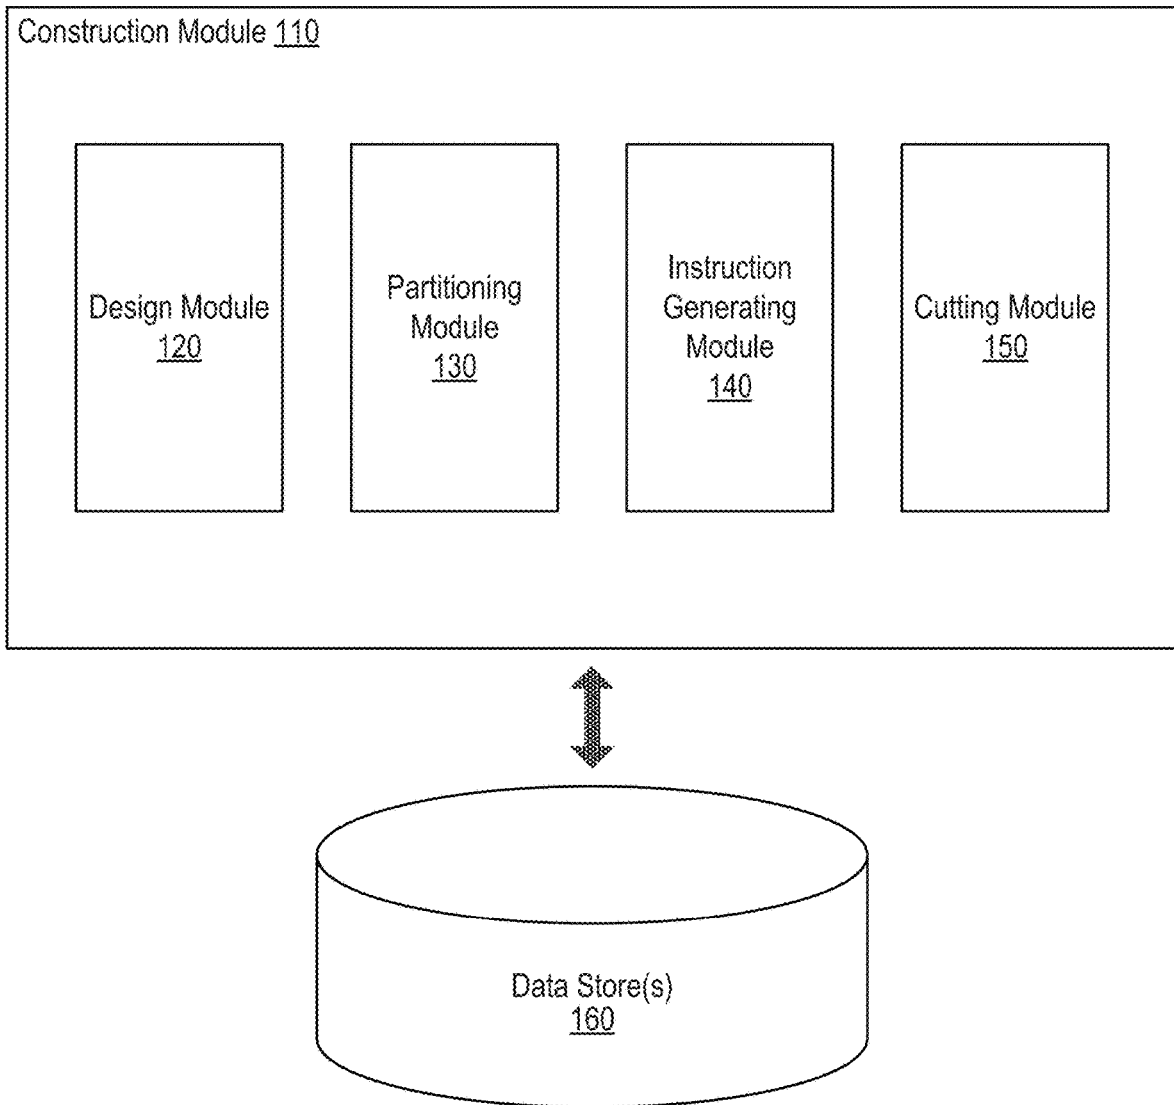 Construction Module 110
Design Module
120
Partitioning
Module
130
Instruction
Generating
Module
140
Cutting Module
150
Data Store(s)
160